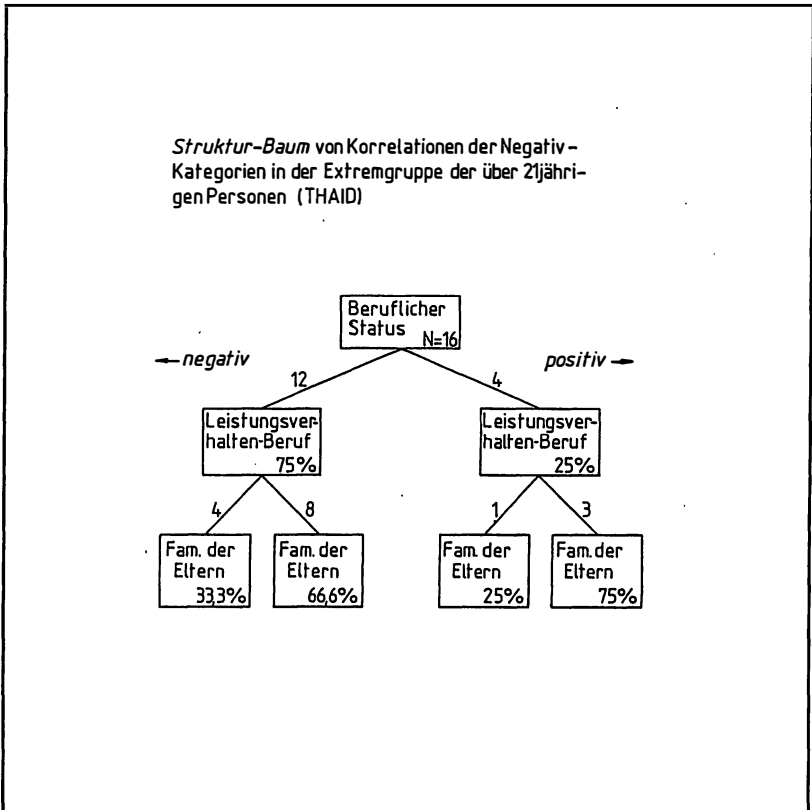 Struktur-Baum von Korrelationen der Negativ-
Kategorien in der Extremgruppe der über 21jähri-
gen Personen (THAID)
Beruflicher
Status N=16
←negativ
positiv→
12
4
Leistungsver-
halten-Beruf
75%
Leistungsver-
halten-Beruf
25%
4
8
1
3
Fam. der
Eltern
33,3%
Fam. der
Eltern
66,6%
Fam. der
Eltern
25%
Fam. der
Eltern
75%